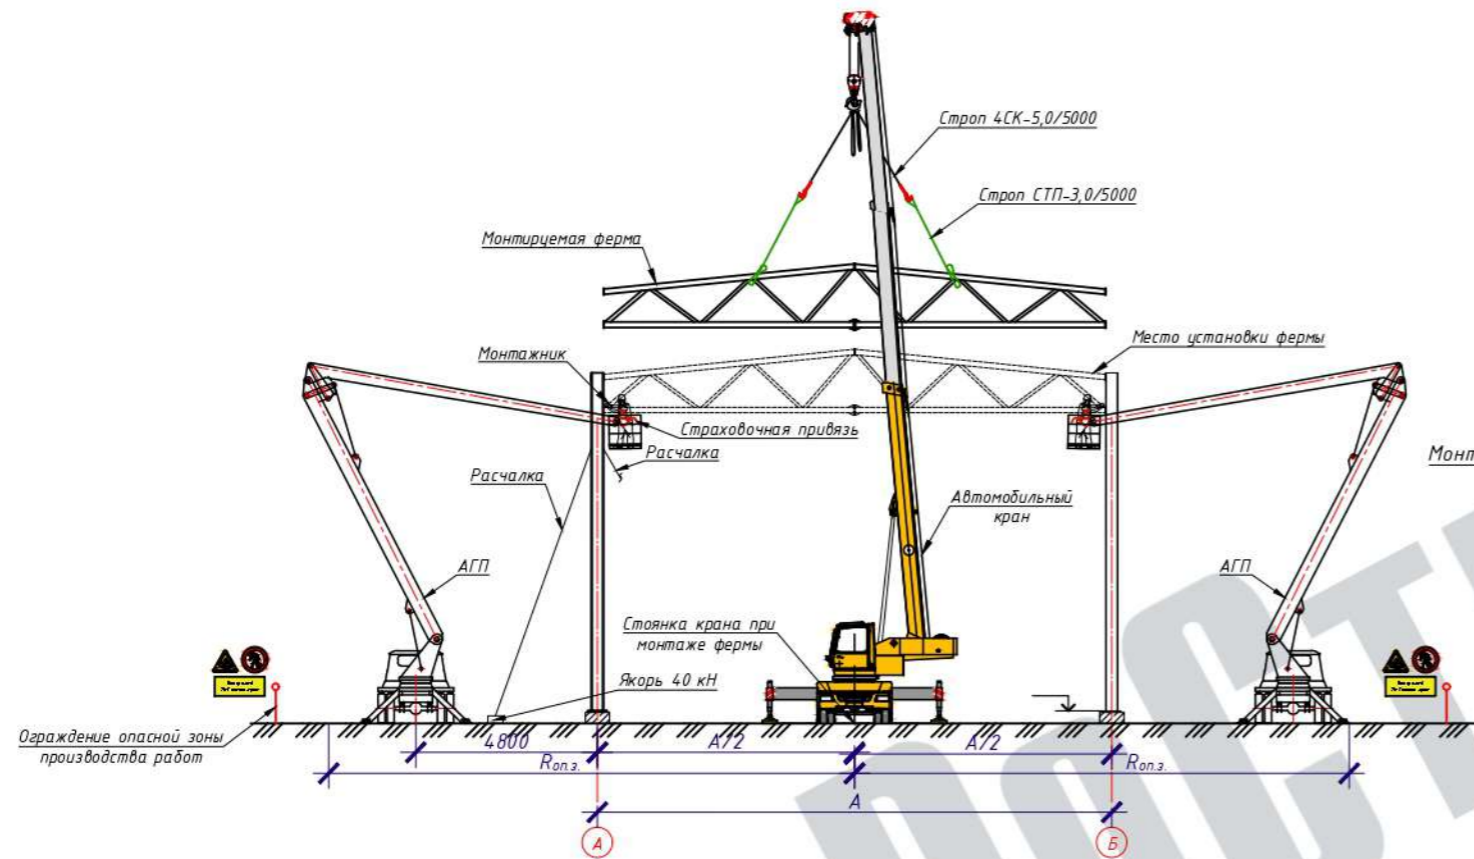 Строп 4СК-5,0/5000
Строп СТП-3,0/5000
Монтируемая ферма
Место установки фермы
Монтажник
Страховочная привязь
Расчалка
Монт
Расчалка
Автомобильный
кран
АГП
АГП
Стоянка крана при
монтаже фермы
Якорь 40 кН
Ограждение опасной зоны
производства работ
4800
А/2
А/2
Rоп.з.
Rоп.з.
А
А
Б